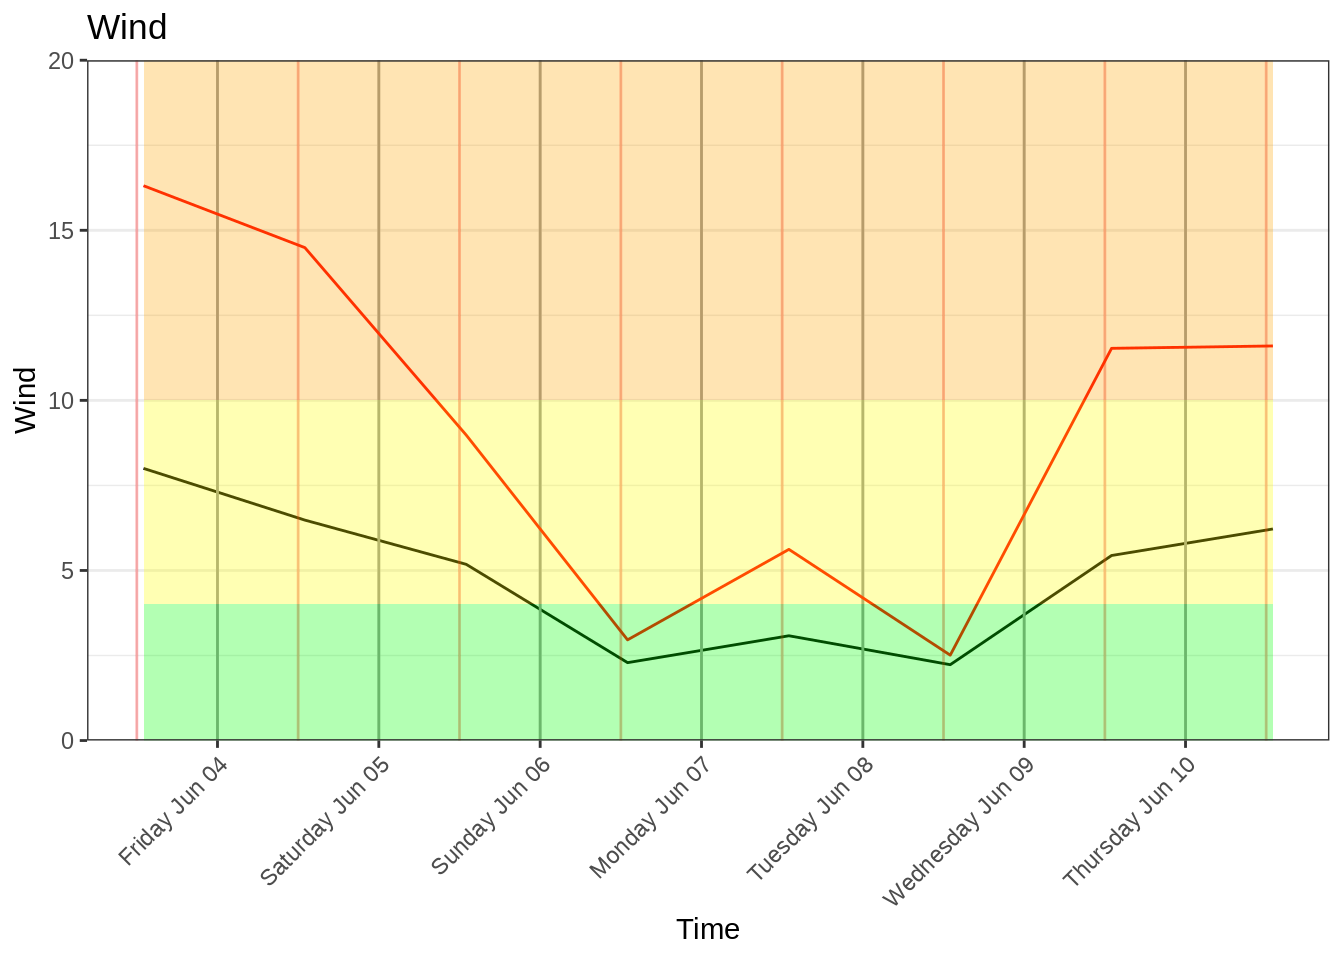 Wind
20
15
10
5
0
Wind
Friday Jun 04
Saturday Jun 05
Sunday Jun 06
Monday Jun 07
Tuesday Jun 08
Wednesday Jun 09
Thursday Jun 10
Time